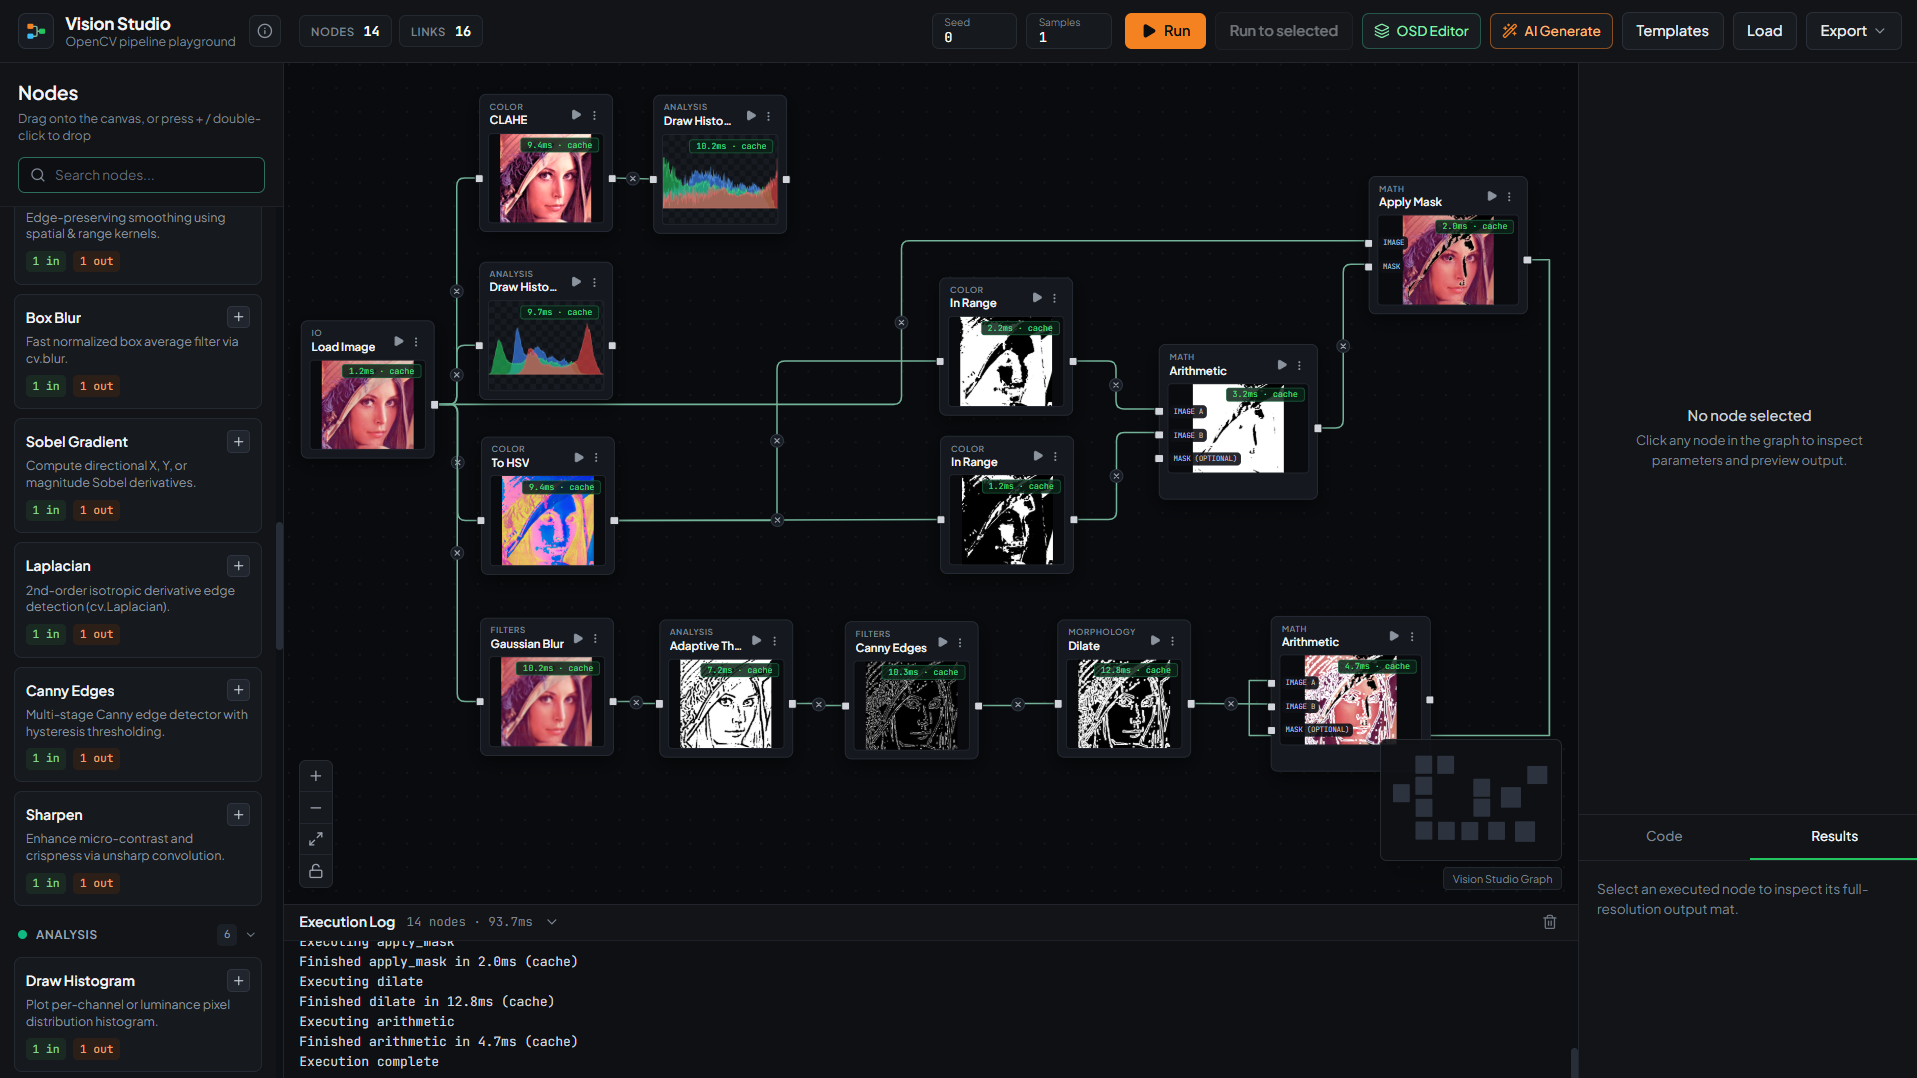 Vision Studio
OpenCV pipeline playground
NODES 14
LINKS 16
Seed
0
Samples
1
Run
Run to selected
OSD Editor
AI Generate
Templates
Load
Export
Nodes
Drag onto the canvas, or press + / double-
click to drop
Search nodes...
Edge-preserving smoothing using
spatial & range kernels.
1 in
1 out
Box Blur
Fast normalized box average filter via
cv.blur.
1 in
1 out
Sobel Gradient
Compute directional X, Y, or
magnitude Sobel derivatives.
1 in
1 out
Laplacian
2nd-order isotropic derivative edge
detection (cv.Laplacian).
1 in
1 out
Canny Edges
Multi-stage Canny edge detector with
hysteresis thresholding.
1 in
1 out
Sharpen
Enhance micro-contrast and
crispness via unsharp convolution.
1 in
1 out
ANALYSIS
6
Draw Histogram
Plot per-channel or luminance pixel
distribution histogram.
1 in
1 out
IO
Load Image
1.2ms · cache
COLOR
CLAHE
9.4ms · cache
ANALYSIS
Draw Histo...
10.2ms · cache
ANALYSIS
Draw Histo...
9.7ms · cache
COLOR
To HSV
9.4ms · cache
COLOR
In Range
2.2ms · cache
COLOR
In Range
1.2ms · cache
MATH
Arithmetic
3.2ms · cache
IMAGE A
IMAGE B
MASK (OPTIONAL)
MATH
Apply Mask
2.0ms · cache
IMAGE
MASK
FILTERS
Gaussian Blur
10.2ms · cache
ANALYSIS
Adaptive Th...
7.2ms · cache
FILTERS
Canny Edges
10.3ms · cache
MORPHOLOGY
Dilate
12.8ms · cache
MATH
Arithmetic
4.7ms · cache
IMAGE A
IMAGE B
MASK (OPTIONAL)
Vision Studio Graph
Execution Log 14 nodes · 93.7ms
Executing apply_mask
Finished apply_mask in 2.0ms (cache)
Executing dilate
Finished dilate in 12.8ms (cache)
Executing arithmetic
Finished arithmetic in 4.7ms (cache)
Execution complete
No node selected
Click any node in the graph to inspect
parameters and preview output.
Code
Results
Select an executed node to inspect its full-
resolution output mat.